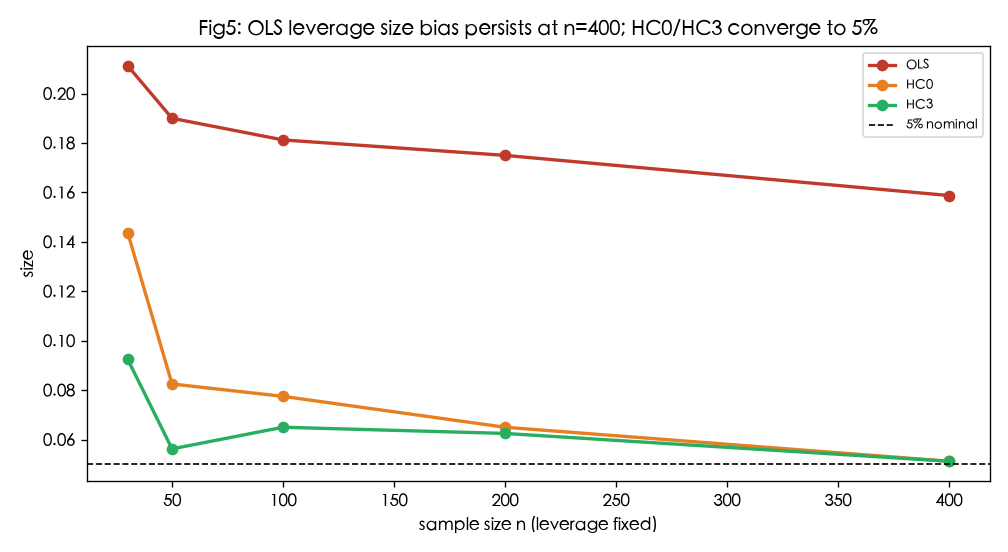 Fig5: OLS leverage size bias persists at n=400; HC0/HC3 converge to 5%
OLS
HC0
HC3
5% nominal
size
0.20
0.18
0.16
0.14
0.12
0.10
0.08
0.06
50 100 150 200 250 300 350 400
sample size n (leverage fixed)